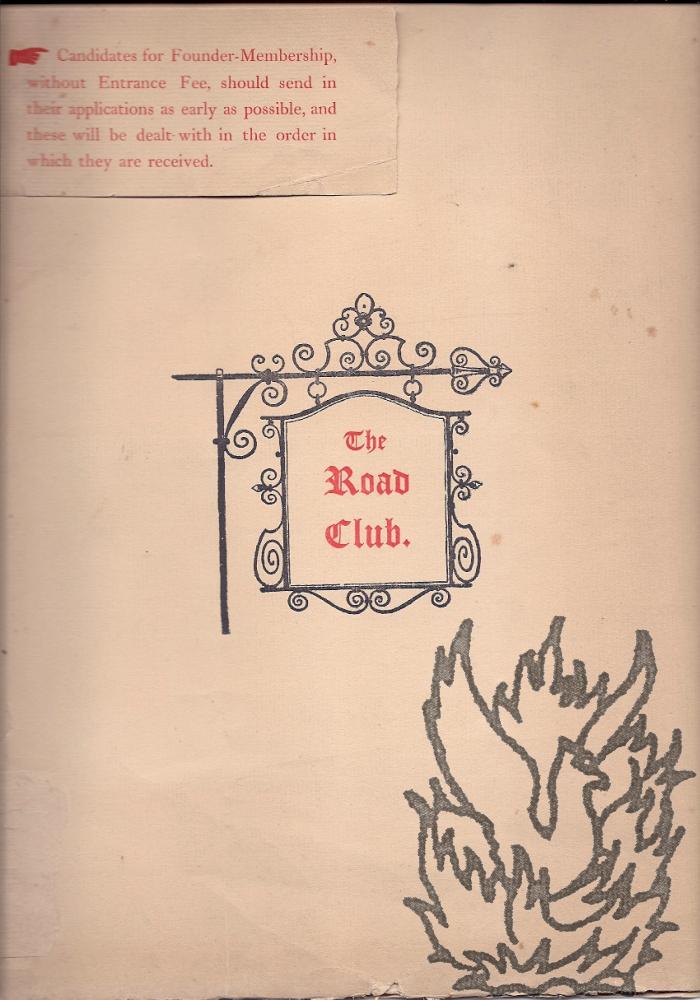 Candidates for Founder-Membership,
without Entrance Fee, should send in
their applications as early as possible, and
these will be dealt with in the order in
which they are received.
The
Road
Club.